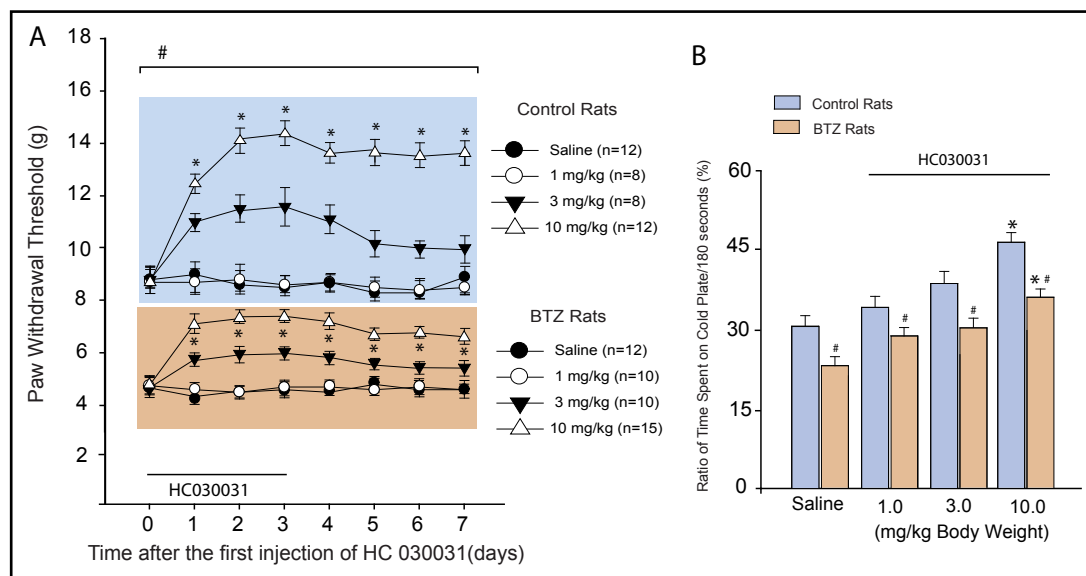 A
#
18
16
14
12
10
8
6
4
2
Paw Withdrawal Threshold (g)
* * * * * * *
* * * * * * *
HC030031
0 1 2 3 4 5 6 7
Time after the first injection of HC 030031(days)
Control Rats
Saline (n=12)
1 mg/kg (n=8)
3 mg/kg (n=8)
10 mg/kg (n=12)
BTZ Rats
Saline (n=12)
1 mg/kg (n=10)
3 mg/kg (n=10)
10 mg/kg (n=15)
B
Control Rats
BTZ Rats
HC030031
60
45
30
15
0
Ratio of Time Spent on Cold Plate/180 seconds (%)
# # # * *#
Saline 1.0 3.0 10.0
(mg/kg Body Weight)